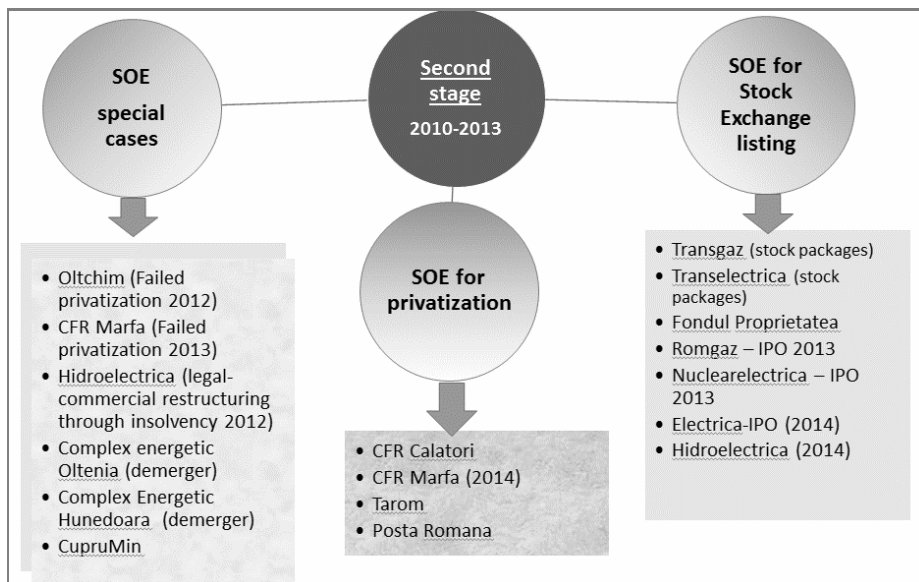 SOE
special
cases
Second
stage
2010-2013
SOE for
Stock
Exchange
listing
• Oltchim (Failed
privatization 2012)
• CFR Marfa (Failed
privatization 2013)
• Hidroelectrica (legal-
commercial restructuring
through insolvency 2012)
• Complex energetic
Oltenia (demerger)
• Complex Energetic
Hunedoara (demerger)
• CupruMin
SOE for
privatization
• CFR Calatori
• CFR Marfa (2014)
• Tarom
• Posta Romana
• Transgaz (stock packages)
• Transelectrica (stock
packages)
• Fondul Proprietatea
• Romgaz – IPO 2013
• Nuclearelectrica – IPO
2013
• Electrica-IPO (2014)
• Hidroelectrica (2014)